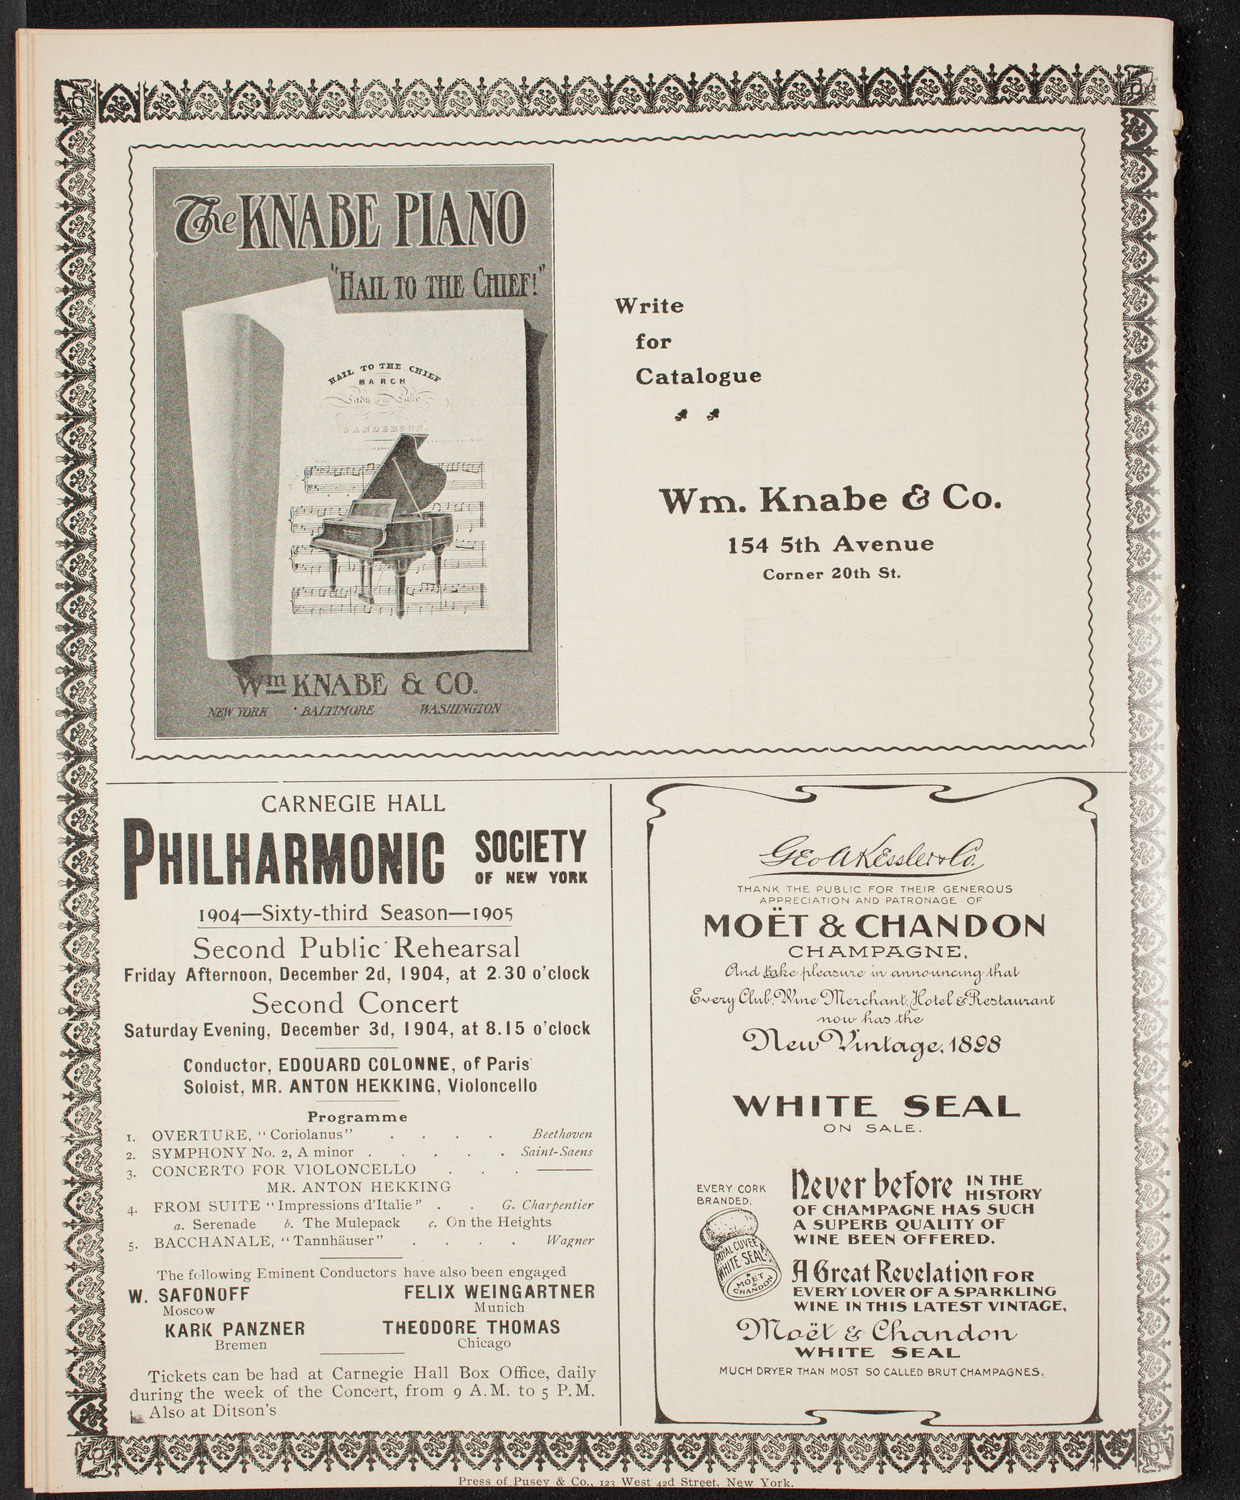 The KNABE PIANO
"HAIL TO THE CHIEF!"
HAIL TO THE CHIEF
MARCH
Lady of the Lake
SANDERSON.
Wm KNABE & CO.
NEW YORK · BALTIMORE WASHINGTON
Write
for
Catalogue
Wm. Knabe & Co.
154 5th Avenue
Corner 20th St.
CARNEGIE HALL
PHILHARMONIC SOCIETY
OF NEW YORK
1904—Sixty-third Season—1905
Second Public Rehearsal
Friday Afternoon, December 2d, 1904, at 2.30 o'clock
Second Concert
Saturday Evening, December 3d, 1904, at 8.15 o'clock
Conductor, EDOUARD COLONNE, of Paris
Soloist, MR. ANTON HEKKING, Violoncello
Programme
1. OVERTURE, "Coriolanus" . . . . Beethoven
2. SYMPHONY No. 2, A minor . . . . . Saint-Saens
3. CONCERTO FOR VIOLONCELLO . . . ———
MR. ANTON HEKKING
4. FROM SUITE "Impressions d'Italie" . . G. Charpentier
a. Serenade b. The Mulepack c. On the Heights
5. BACCHANALE, "Tannhäuser" . . . . Wagner
The following Eminent Conductors have also been engaged
W. SAFONOFF FELIX WEINGARTNER
Moscow Munich
KARK PANZNER THEODORE THOMAS
Bremen Chicago
Tickets can be had at Carnegie Hall Box Office, daily
during the week of the Concert, from 9 A.M. to 5 P.M.
Also at Ditson's
Geo A Kessler & Co.
THANK THE PUBLIC FOR THEIR GENEROUS
APPRECIATION AND PATRONAGE OF
MOËT & CHANDON
CHAMPAGNE,
And take pleasure in announcing that
Every Club, Wine Merchant, Hotel & Restaurant
now has the
New Vintage, 1898
WHITE SEAL
ON SALE.
EVERY CORK
BRANDED.
ROYAL CUVEE
WHITE SEAL
MOET
&
CHANDON
Never before IN THE
HISTORY
OF CHAMPAGNE HAS SUCH
A SUPERB QUALITY OF
WINE BEEN OFFERED.
A Great Revelation FOR
EVERY LOVER OF A SPARKLING
WINE IN THIS LATEST VINTAGE,
Moët & Chandon
WHITE SEAL
MUCH DRYER THAN MOST SO CALLED BRUT CHAMPAGNES.
Press of Pusey & Co., 123 West 42d Street, New York.